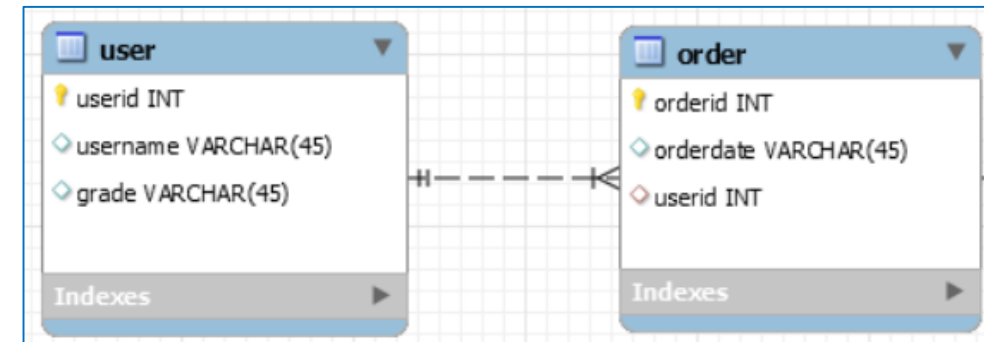 user
userid INT
username VARCHAR(45)
grade VARCHAR(45)
Indexes
order
orderid INT
orderdate VARCHAR(45)
userid INT
Indexes